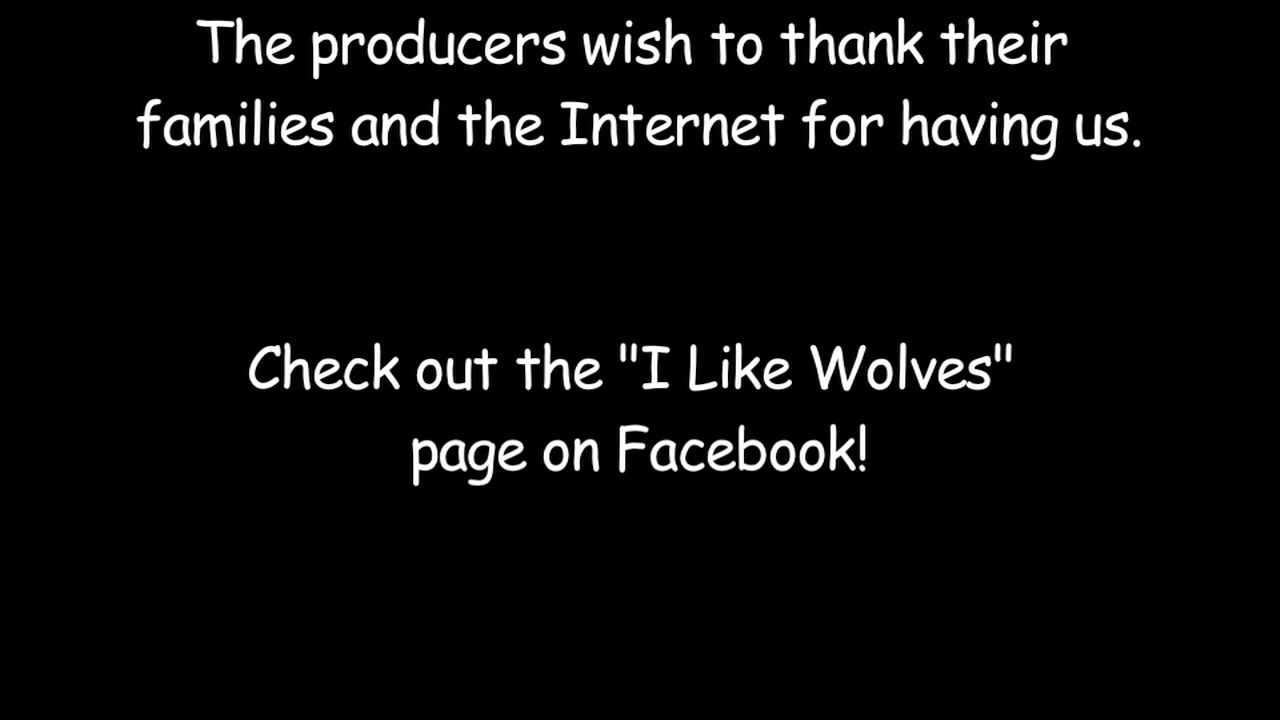 The producers wish to thank their
families and the Internet for having us.
Check out the "I Like Wolves"
page on Facebook!